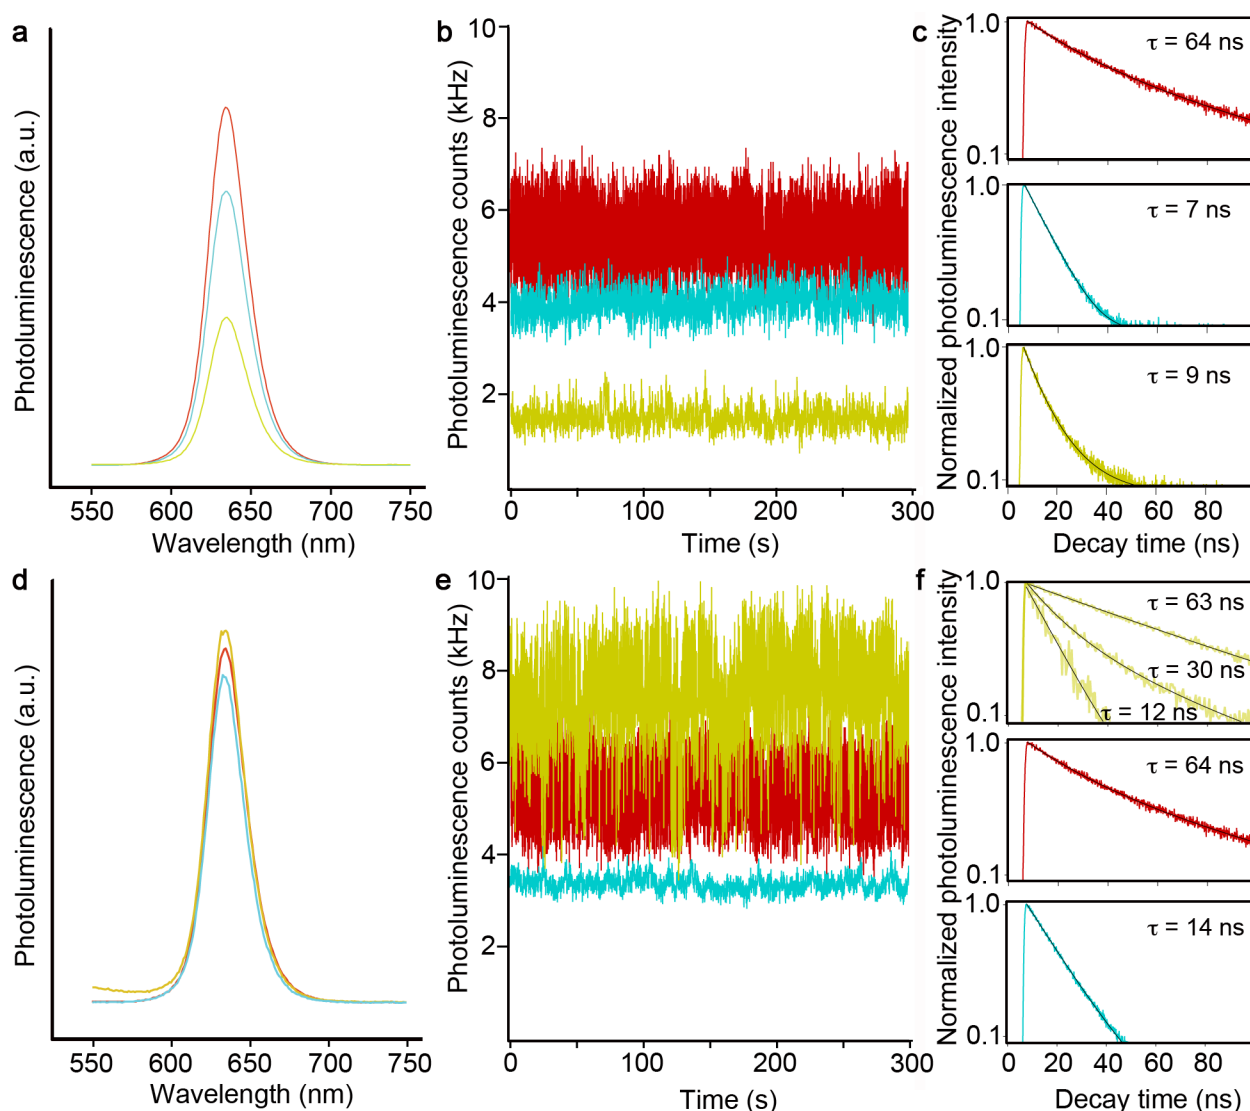 a
Photoluminescence (a.u.)
550 600 650 700 750
Wavelength (nm)
b
Photoluminescence counts (kHz)
10
8
6
4
2
0 100 200 300
Time (s)
c
Normalized photoluminescence intensity
1.0
τ = 64 ns
0.1
1.0
τ = 7 ns
0.1
1.0
τ = 9 ns
0.1
0 20 40 60 80
Decay time (ns)
d
Photoluminescence (a.u.)
550 600 650 700 750
Wavelength (nm)
e
Photoluminescence counts (kHz)
10
8
6
4
2
0 100 200 300
Time (s)
f
Normalized photoluminescence intensity
1.0
τ = 63 ns
τ = 30 ns
τ = 12 ns
0.1
1.0
τ = 64 ns
0.1
1.0
τ = 14 ns
0.1
0 20 40 60 80
Decay time (ns)